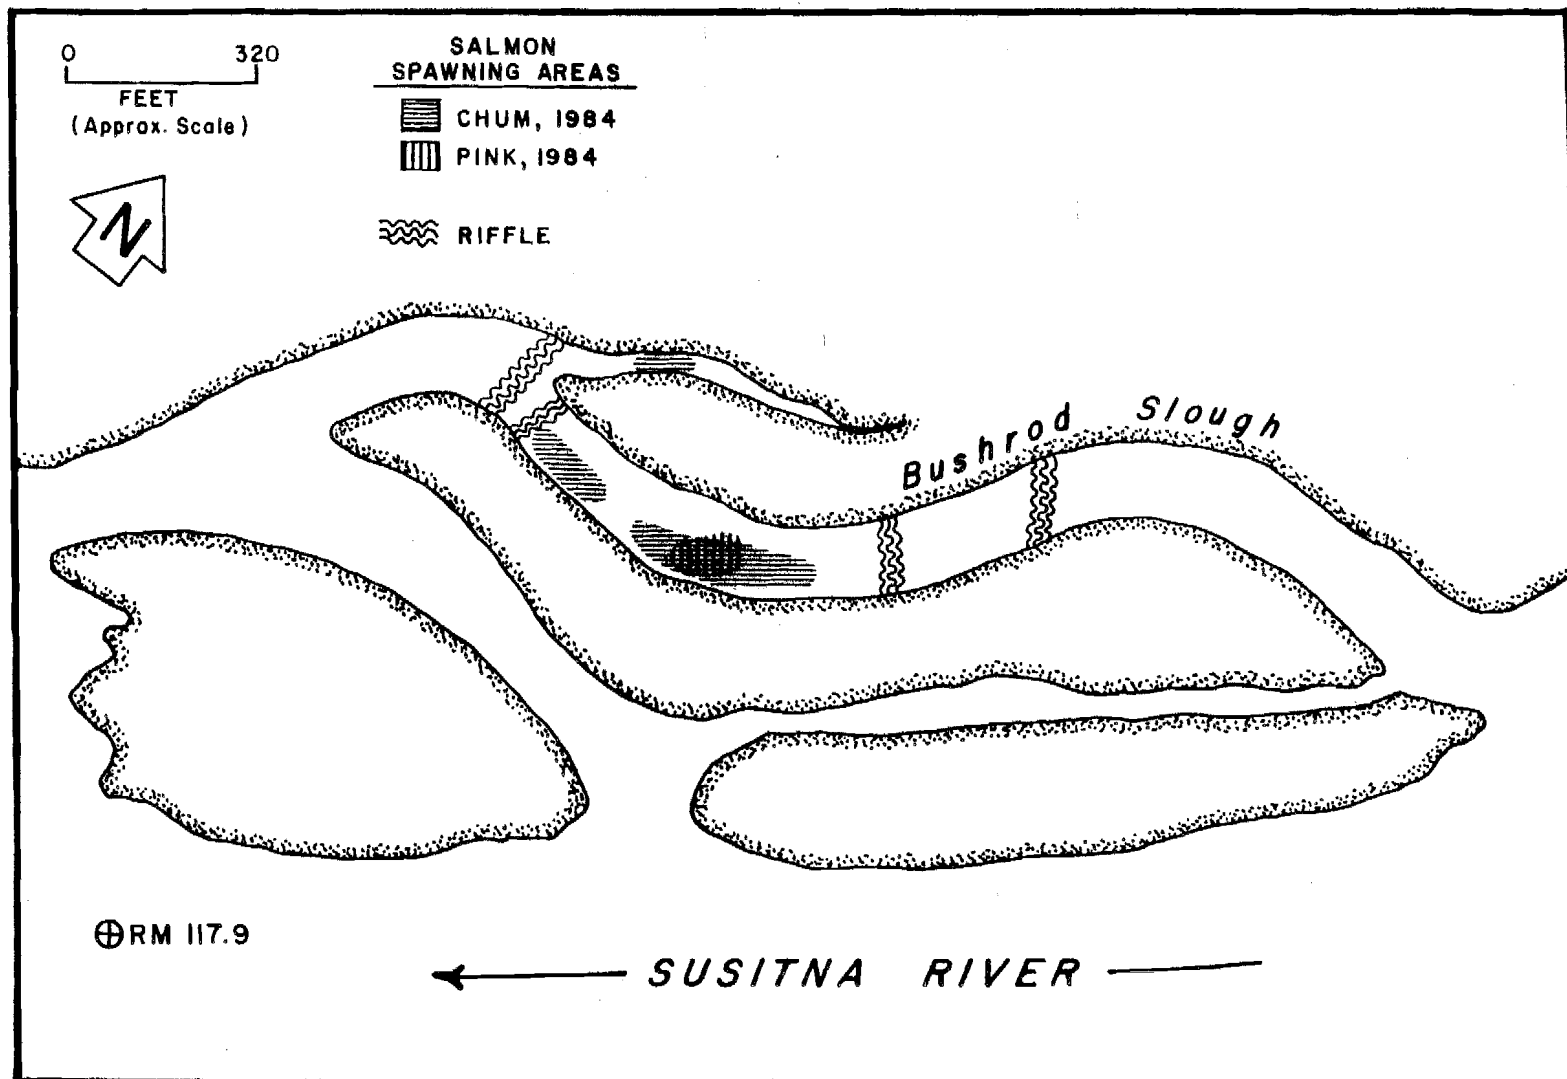 0 320
FEET
(Approx. Scale)
N
SALMON
SPAWNING AREAS
CHUM, 1984
PINK, 1984
RIFFLE
Bushrod Slough
RM 117.9
SUSITNA RIVER